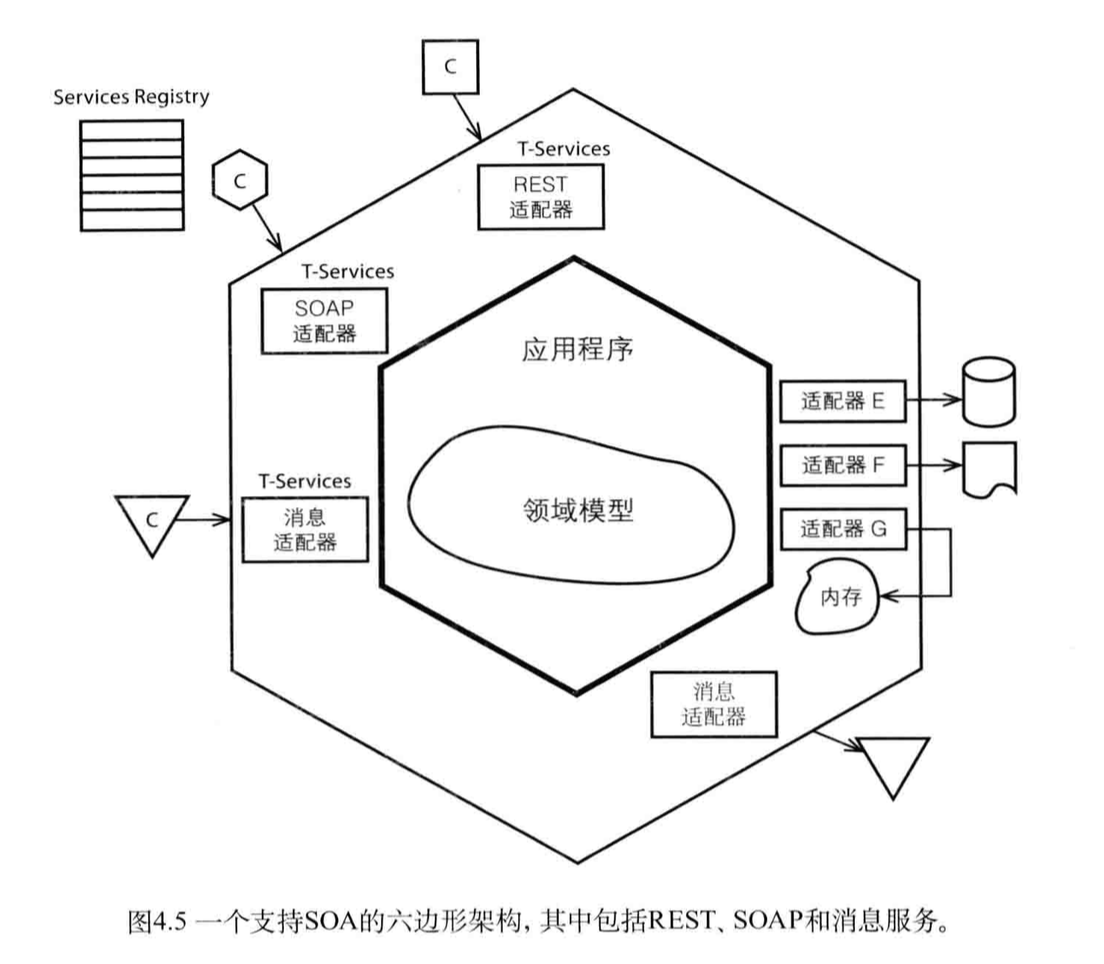 C
Services Registry
T-Services
REST
适配器
C
T-Services
SOAP
适配器
应用程序
适配器 E
适配器 F
T-Services
消息
适配器
C
领域模型
适配器 G
内存
消息
适配器
图4.5 一个支持SOA的六边形架构, 其中包括REST、SOAP和消息服务。